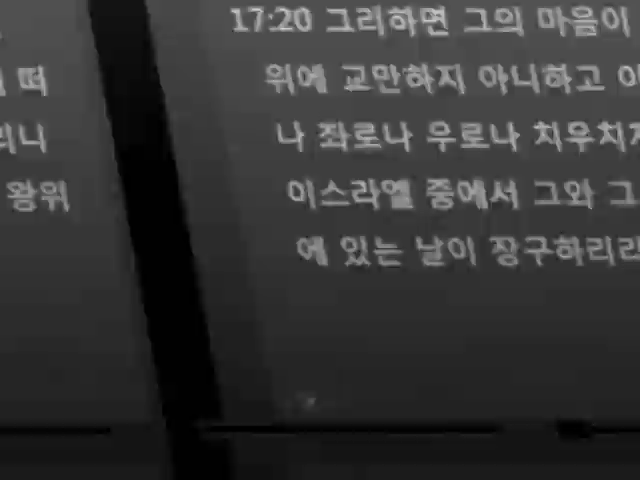 떠
리니
왕위
17:20 그리하면 그의 마음이
위에 교만하지 아니하고 이
나 좌로나 우로나 치우치지
이스라엘 중에서 그와 그
에 있는 날이 장구하리라